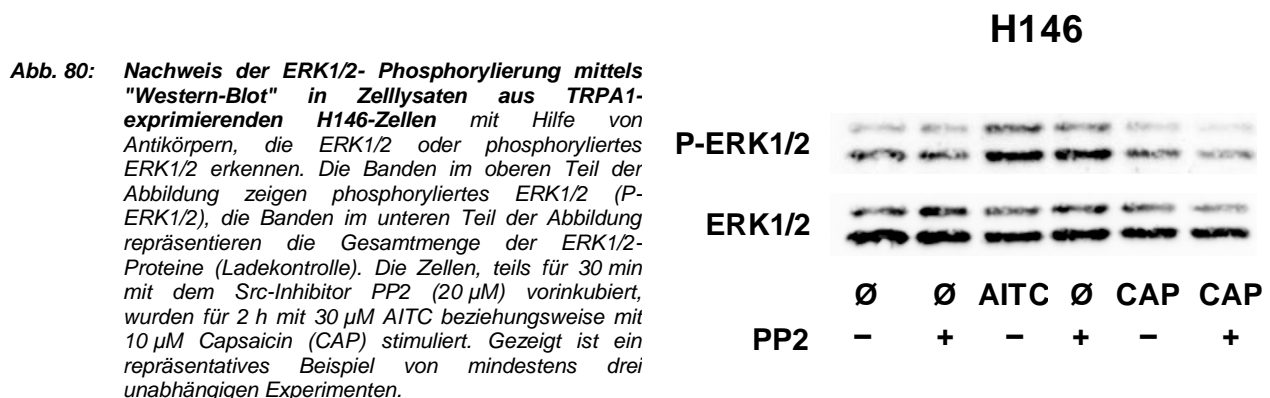 H146
Abb. 80: Nachweis der ERK1/2- Phosphorylierung mittels
"Western-Blot" in Zelllysaten aus TRPA1-
exprimierenden H146-Zellen mit Hilfe von
Antikörpern, die ERK1/2 oder phosphoryliertes
ERK1/2 erkennen. Die Banden im oberen Teil der
Abbildung zeigen phosphoryliertes ERK1/2 (P-
ERK1/2), die Banden im unteren Teil der Abbildung
repräsentieren die Gesamtmenge der ERK1/2-
Proteine (Ladekontrolle). Die Zellen, teils für 30 min
mit dem Src-Inhibitor PP2 (20 µM) vorinkubiert,
wurden für 2 h mit 30 µM AITC beziehungsweise mit
10 µM Capsaicin (CAP) stimuliert. Gezeigt ist ein
repräsentatives Beispiel von mindestens drei
unabhängigen Experimenten.
P-ERK1/2
ERK1/2
Ø Ø AITC Ø CAP CAP
PP2 − + − + − +